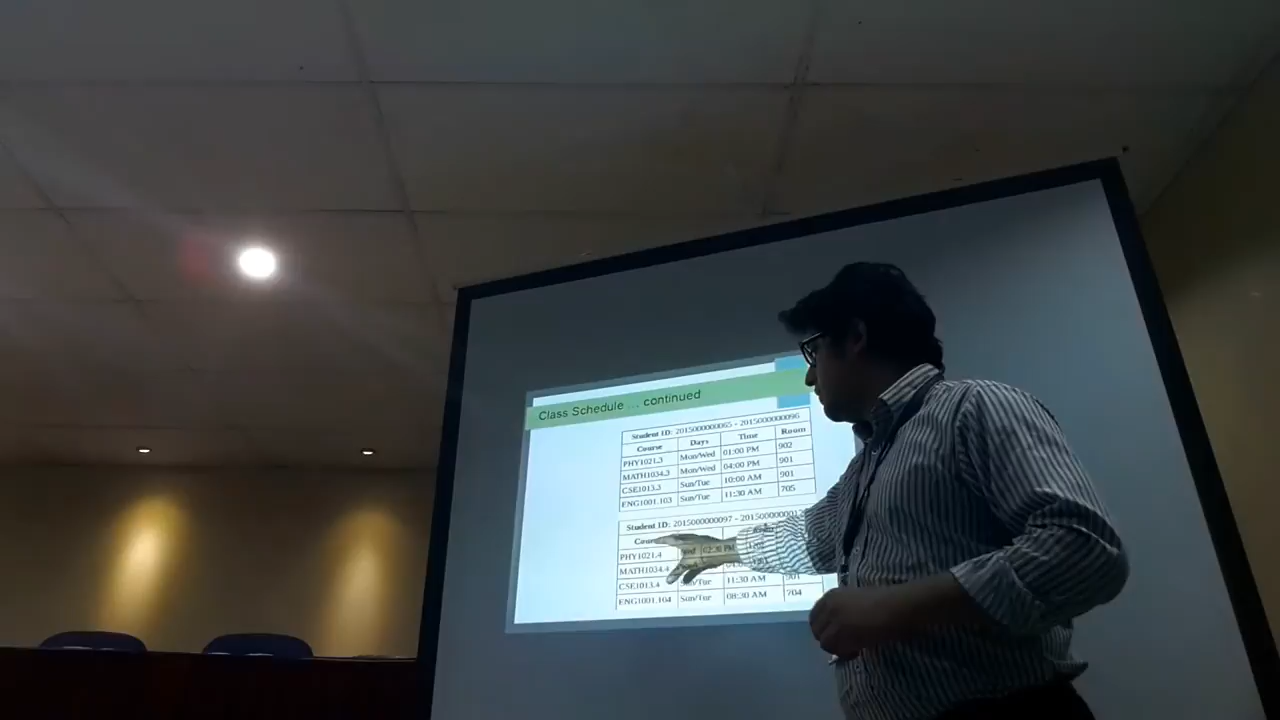 Class Schedule ... continued
Student ID: 2015000000065 - 2015000000096
Course Days Time Room
PHY1021.3 Mon/Wed 01:00 PM 902
MATH1034.3 Mon/Wed 04:00 PM 901
CSE1013.3 Sun/Tue 10:00 AM 901
ENG1001.103 Sun/Tue 11:30 AM 705
Student ID: 2015000000097 -
PHY1021.4
MATH1034.4
CSE1013.4 Sun/Tue 11:30 AM 901
ENG1001.104 Sun/Tue 08:30 AM 704